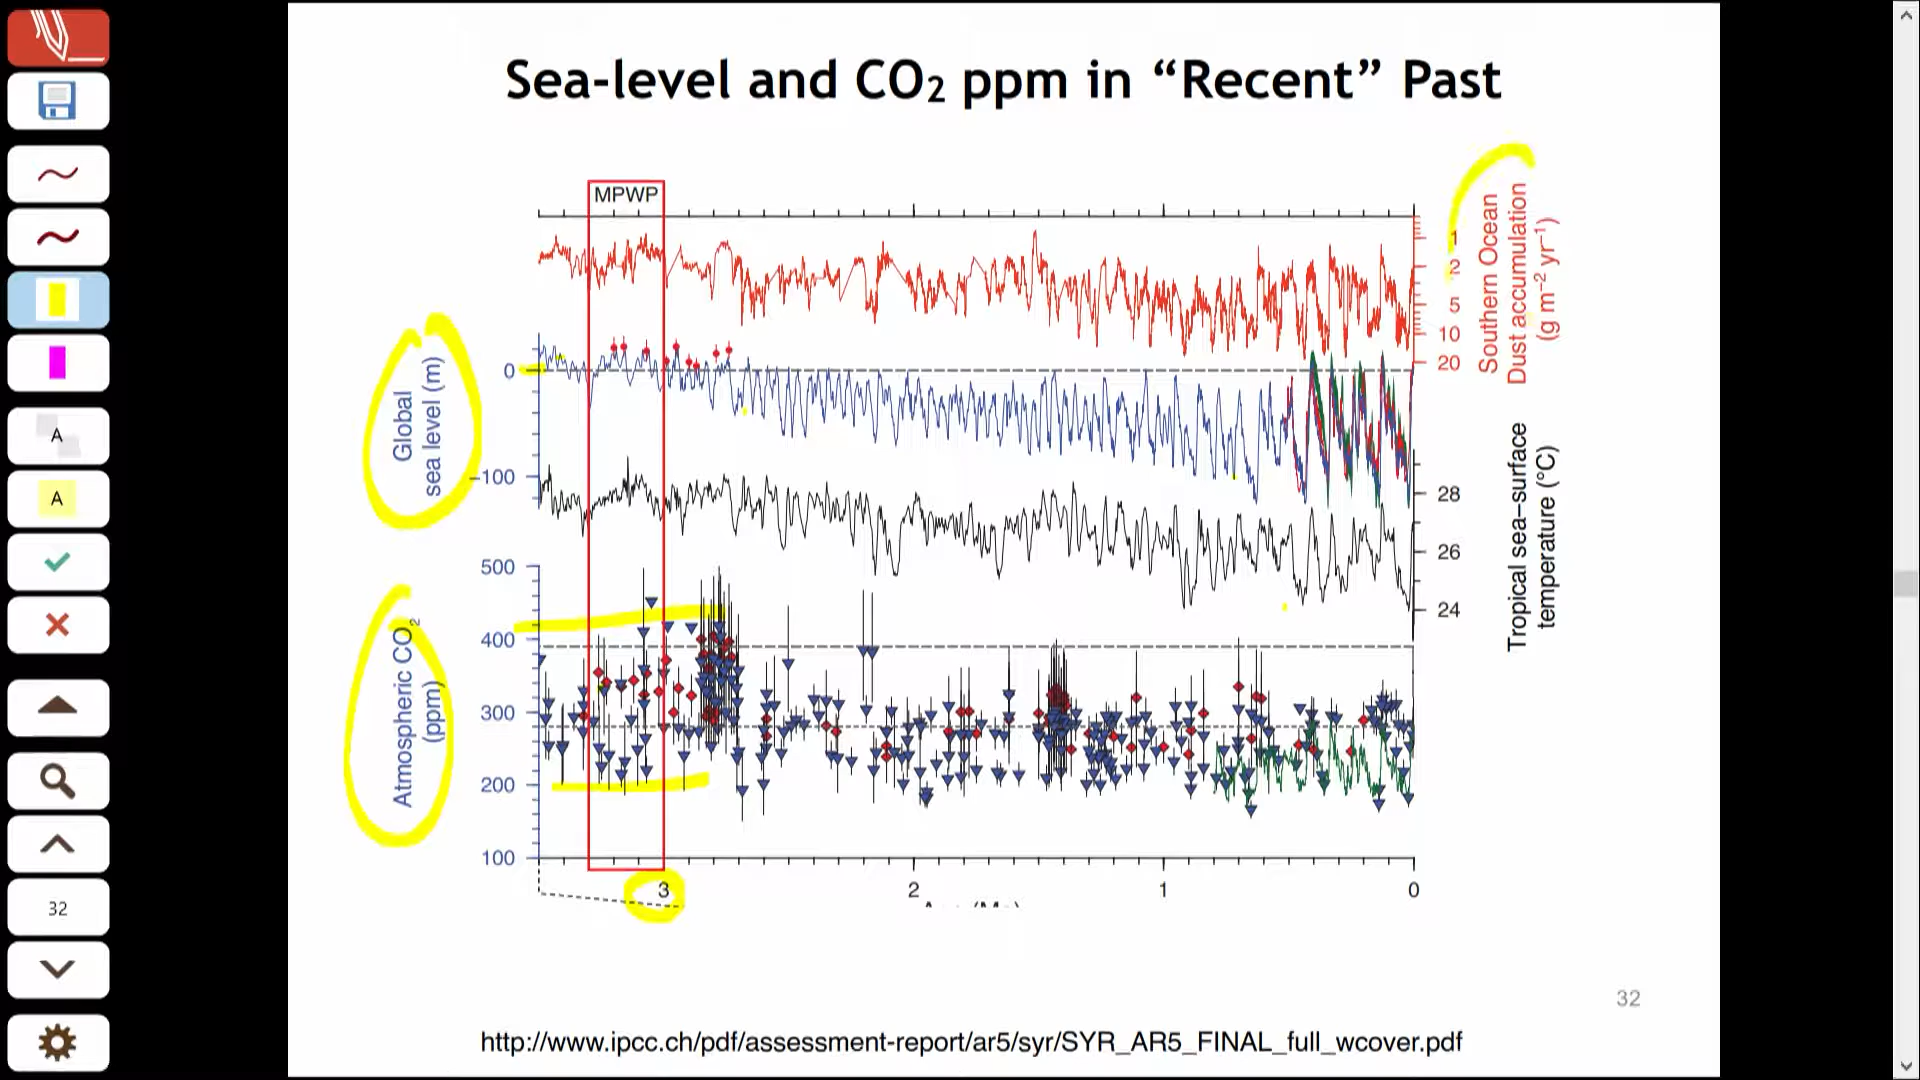 Sea-level and CO₂ ppm in “Recent” Past
MPWP
1
2
5
10
20
Southern Ocean
Dust accumulation
(g m⁻² yr⁻¹)
0
−100
Global
sea level (m)
28
26
24
Tropical sea–surface
temperature (°C)
500
400
300
200
100
Atmospheric CO₂
(ppm)
3
2
1
0
A
A
32
32
http://www.ipcc.ch/pdf/assessment-report/ar5/syr/SYR_AR5_FINAL_full_wcover.pdf